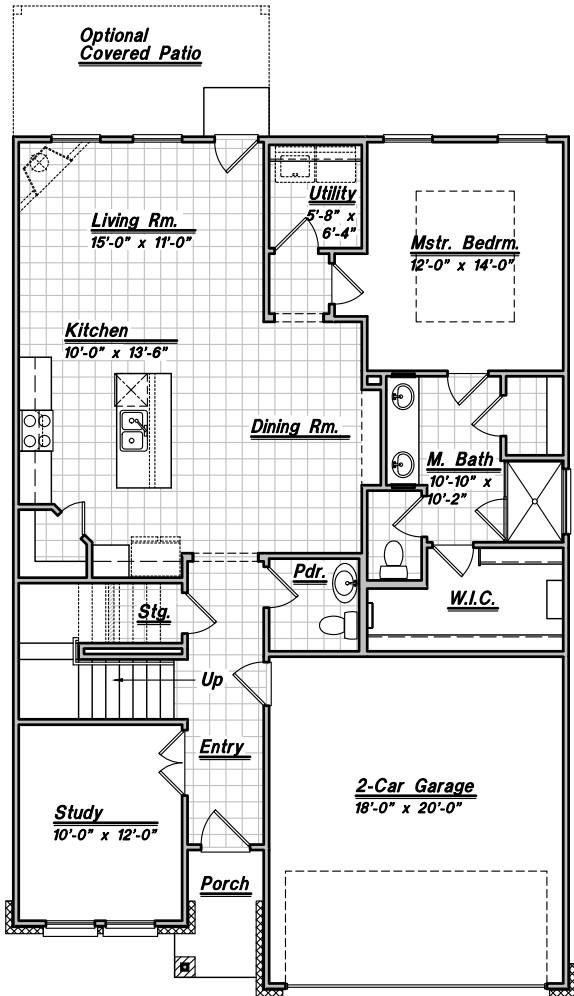 Optional
Covered Patio
Utility
5'-8" x
6'-4"
Living Rm.
15'-0" x 11'-0"
Mstr. Bedrm.
12'-0" x 14'-0"
Kitchen
10'-0" x 13'-6"
Dining Rm.
M. Bath
10'-10" x
10'-2"
Pdr.
W.I.C.
Stg.
Up
Entry
2-Car Garage
18'-0" x 20'-0"
Study
10'-0" x 12'-0"
Porch